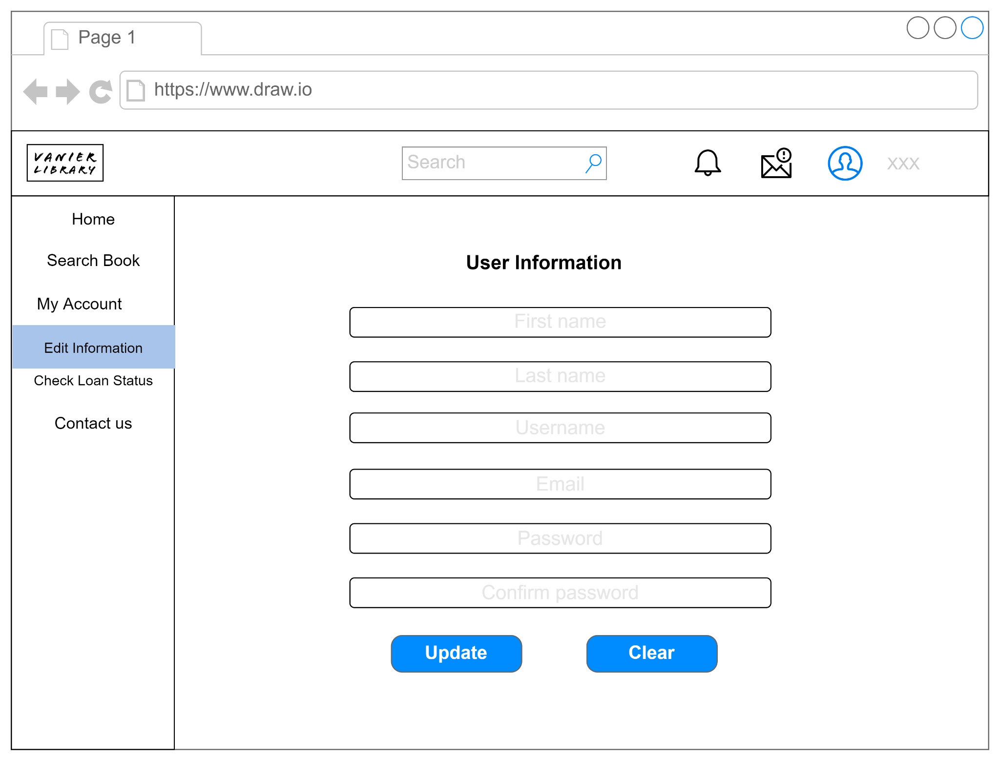 Page 1
https://www.draw.io
VANIER
LIBRARY
Search
XXX
Home
Search Book
My Account
Edit Information
Check Loan Status
Contact us
User Information
First name
Last name
Username
Email
Password
Confirm password
Update
Clear